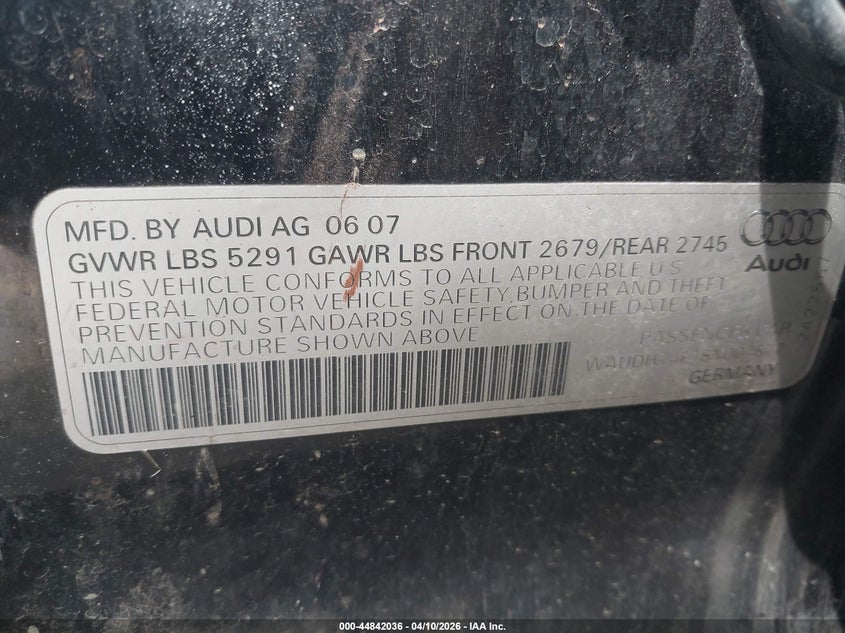 MFD. BY AUDI AG 06 07
GVWR LBS 5291 GAWR LBS FRONT 2679/REAR 2745
THIS VEHICLE CONFORMS TO ALL APPLICABLE U S
FEDERAL MOTOR VEHICLE SAFETY, BUMPER AND THEFT
PREVENTION STANDARDS IN EFFECT ON THE DATE OF
MANUFACTURE SHOWN ABOVE
Audi
PASSENGER CAR
GERMANY
000-44842036 - 04/10/2026 - IAA Inc.